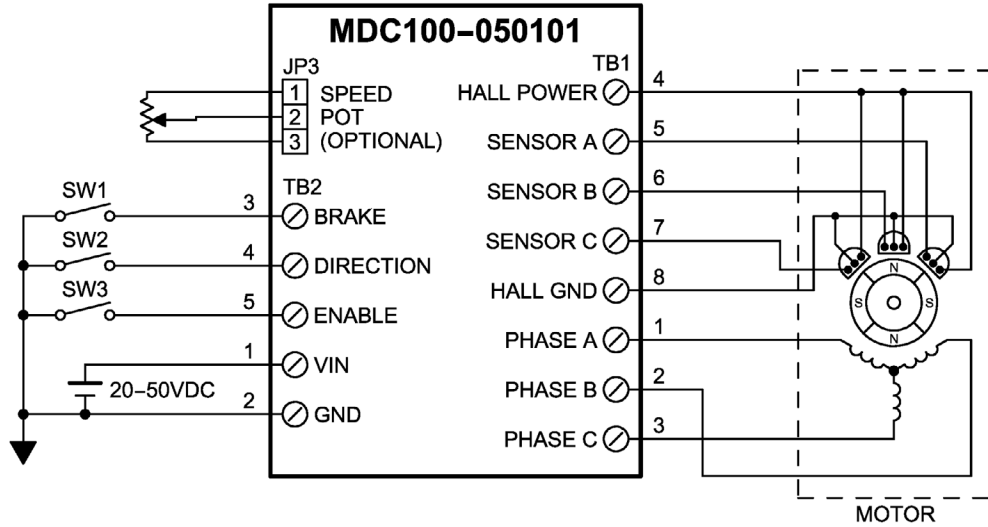 MDC100-050101
JP3
1 SPEED
2 POT
3 (OPTIONAL)
TB2
SW1
3 BRAKE
SW2
4 DIRECTION
SW3
5 ENABLE
1 VIN
20-50VDC
2 GND
TB1
HALL POWER 4
SENSOR A 5
SENSOR B 6
SENSOR C 7
HALL GND 8
PHASE A 1
PHASE B 2
PHASE C 3
N
S S
N
MOTOR